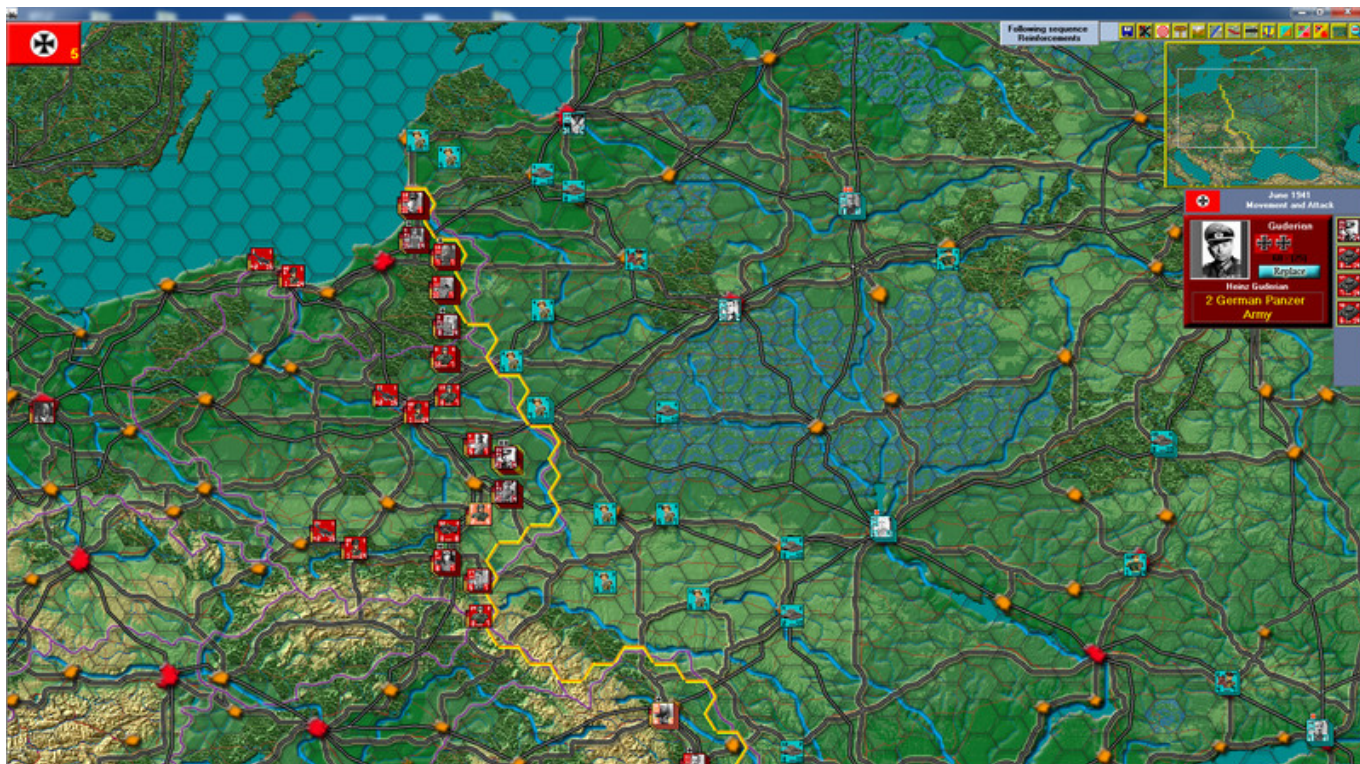 5
Following sequence
Reinforcements
June 1941
Movement and Attack
Guderian
Replace
Heinz Guderian
2 German Panzer
Army